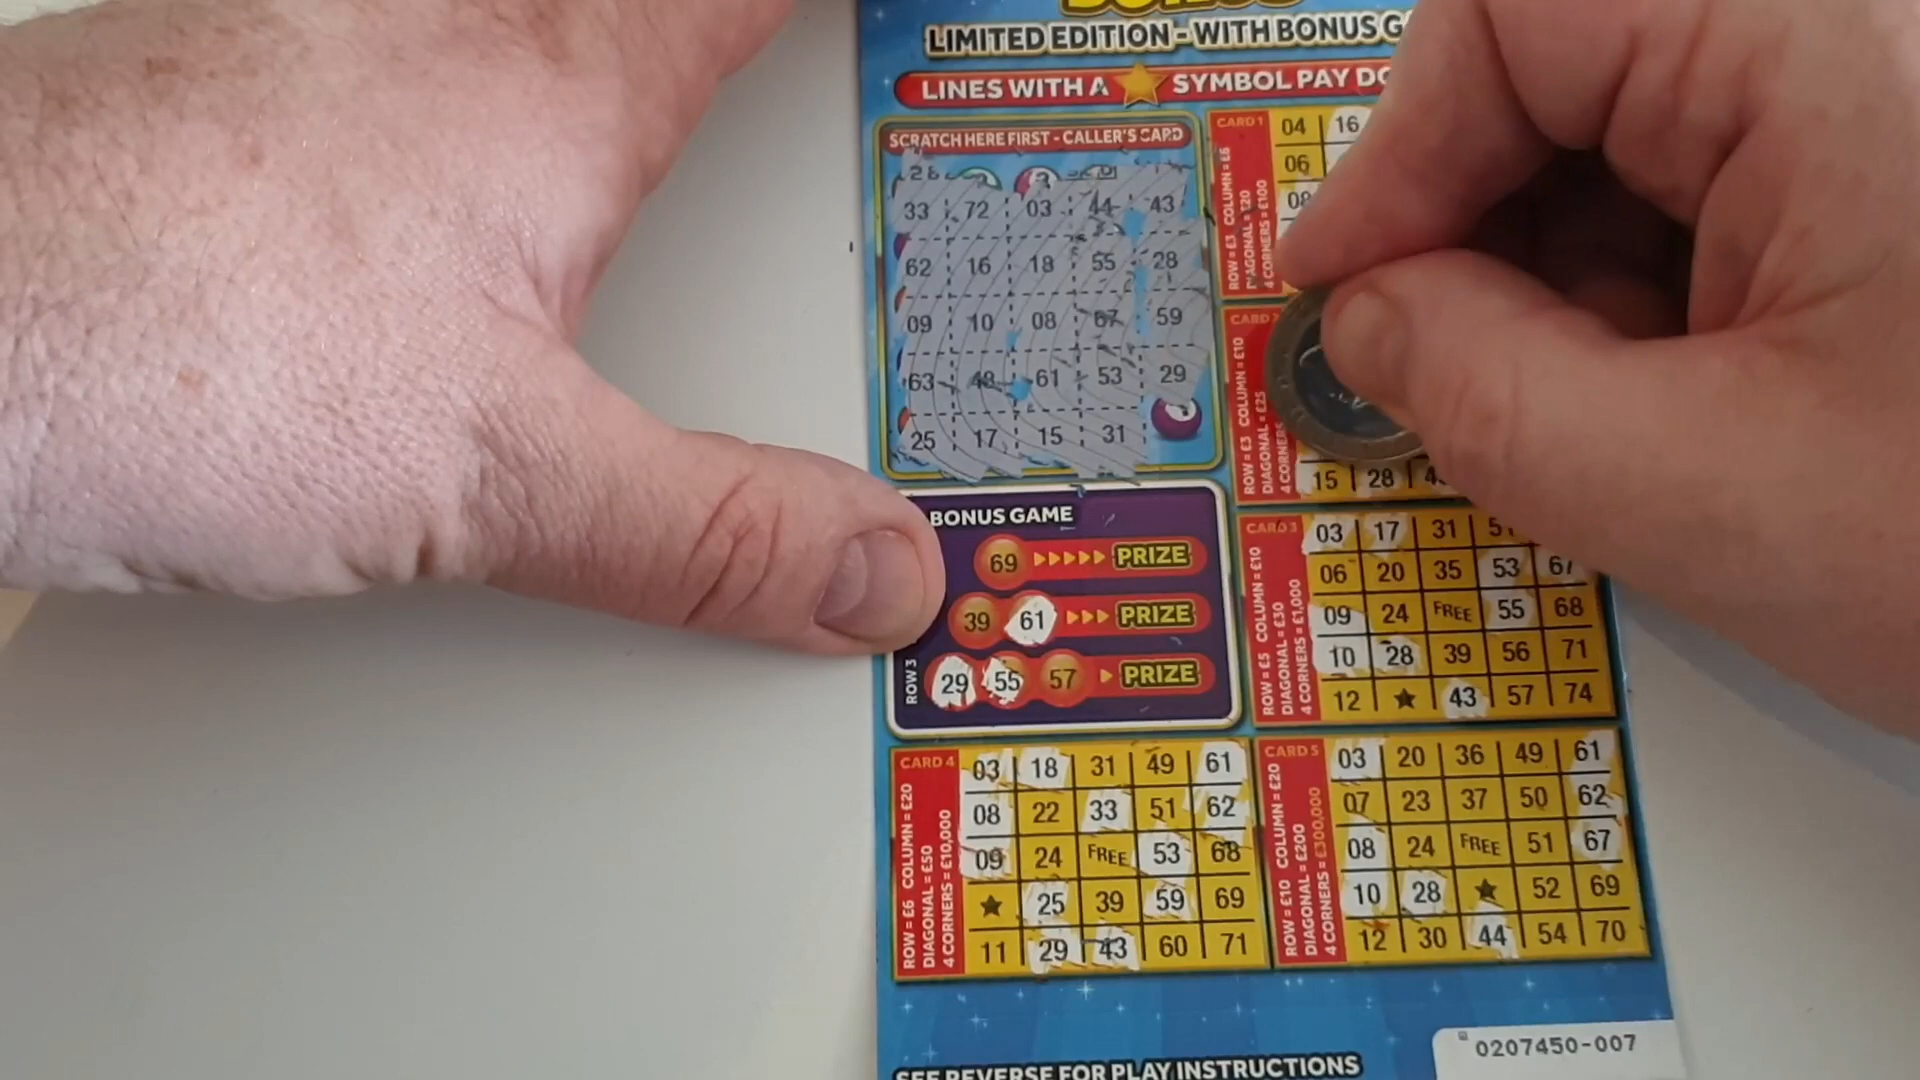 LIMITED EDITION - WITH BONUS
LINES WITH A SYMBOL PAY
SCRATCH HERE FIRST - CALLER'S CARD
33 72 03 44 43
62 16 18 55 28
09 10 08 67 59
63 48 61 53 29
25 17 15 31
CARD 1
ROW = £3 COLUMN = £6
DIAGONAL = £20
4 CORNERS = £100
04 16
06
08
CARD
ROW = £3 COLUMN = £10
DIAGONAL = £25
4 CORNERS
15 28
BONUS GAME
69 PRIZE
39 61 PRIZE
ROW 3 29 55 57 PRIZE
CARD 3
ROW = £5 COLUMN = £10
DIAGONAL = £30
4 CORNERS = £1,000
03 17 31
06 20 35 53 67
09 24 FREE 55 68
10 28 39 56 71
12 43 57 74
CARD 4
ROW = £6 COLUMN = £20
DIAGONAL = £50
4 CORNERS = £10,000
03 18 31 49 61
08 22 33 51 62
09 24 FREE 53 68
25 39 59 69
11 29 43 60 71
CARD 5
ROW = £10 COLUMN = £20
DIAGONAL = £200
4 CORNERS = £300,000
03 20 36 49 61
07 23 37 50 62
08 24 FREE 51 67
10 28 52 69
12 30 44 54 70
SEE REVERSE FOR PLAY INSTRUCTIONS
0207450-007